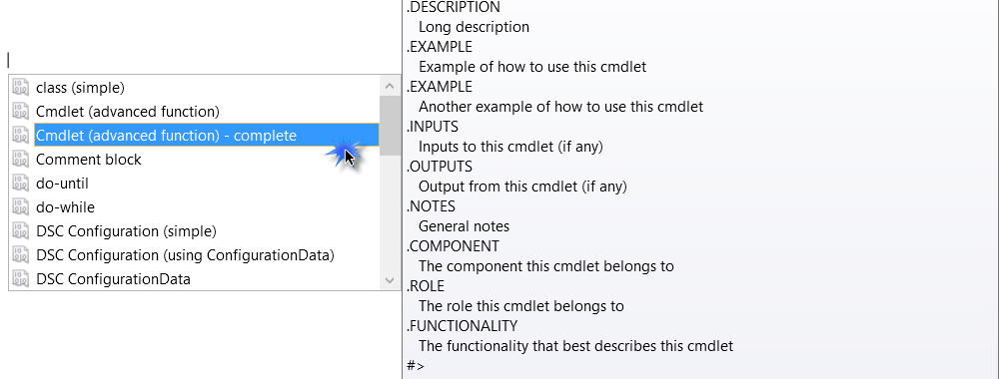 class (simple)
Cmdlet (advanced function)
Cmdlet (advanced function) - complete
Comment block
do-until
do-while
DSC Configuration (simple)
DSC Configuration (using ConfigurationData)
DSC ConfigurationData
.DESCRIPTION
Long description
.EXAMPLE
Example of how to use this cmdlet
.EXAMPLE
Another example of how to use this cmdlet
.INPUTS
Inputs to this cmdlet (if any)
.OUTPUTS
Output from this cmdlet (if any)
.NOTES
General notes
.COMPONENT
The component this cmdlet belongs to
.ROLE
The role this cmdlet belongs to
.FUNCTIONALITY
The functionality that best describes this cmdlet
#>